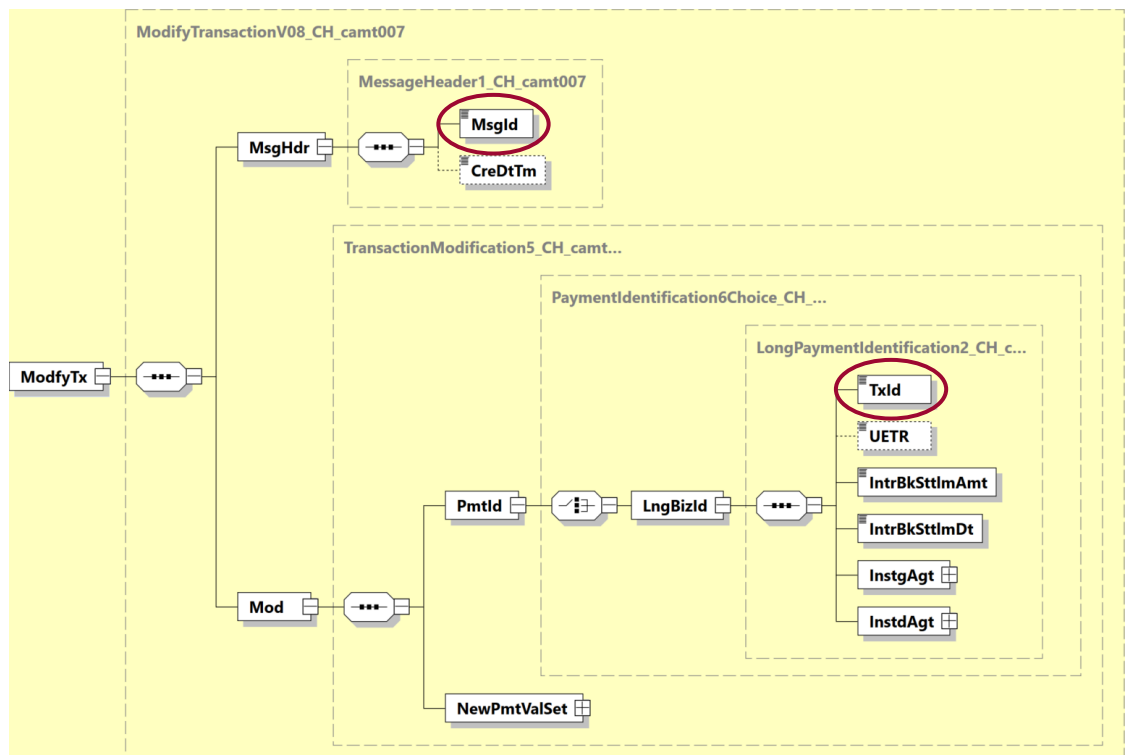 ModifyTransactionV08_CH_camt007
MessageHeader1_CH_camt007
MsgId
MsgHdr
CreDtTm
TransactionModification5_CH_camt...
PaymentIdentification6Choice_CH_...
LongPaymentIdentification2_CH_c...
ModfyTx
TxId
UETR
IntrBkSttlmAmt
PmtId
LngBizId
IntrBkSttlmDt
InstgAgt
Mod
InstdAgt
NewPmtValSet